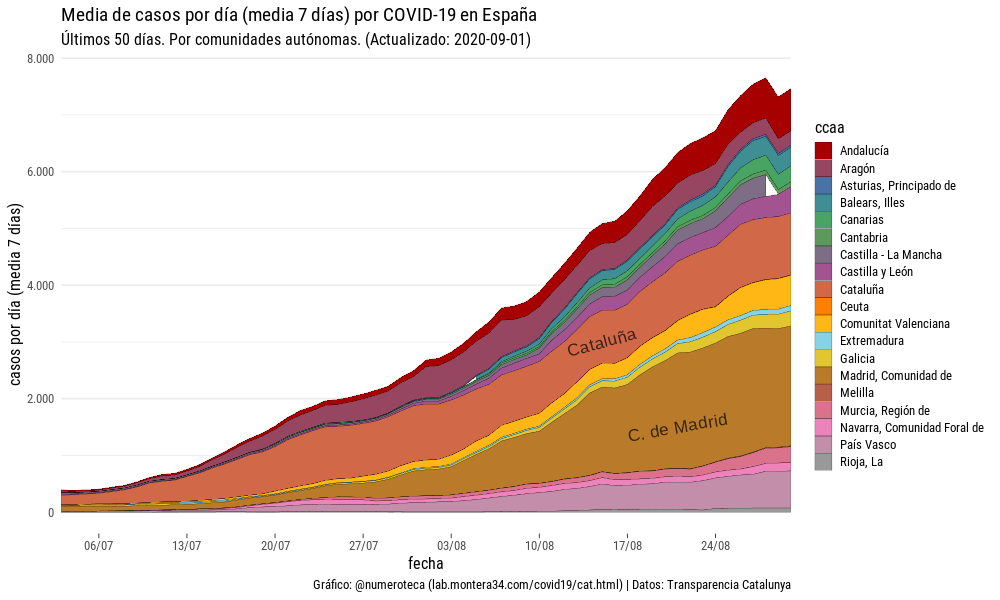 Media de casos por día (media 7 días) por COVID-19 en España
Últimos 50 días. Por comunidades autónomas. (Actualizado: 2020-09-01)
casos por día (media 7 días)
8.000
6.000
4.000
2.000
0
Cataluña
C. de Madrid
06/07
13/07
20/07
27/07
03/08
10/08
17/08
24/08
fecha
ccaa
Andalucía
Aragón
Asturias, Principado de
Balears, Illes
Canarias
Cantabria
Castilla - La Mancha
Castilla y León
Cataluña
Ceuta
Comunitat Valenciana
Extremadura
Galicia
Madrid, Comunidad de
Melilla
Murcia, Región de
Navarra, Comunidad Foral de
País Vasco
Rioja, La
Gráfico: @numeroteca (lab.montera34.com/covid19/cat.html) | Datos: Transparencia Catalunya